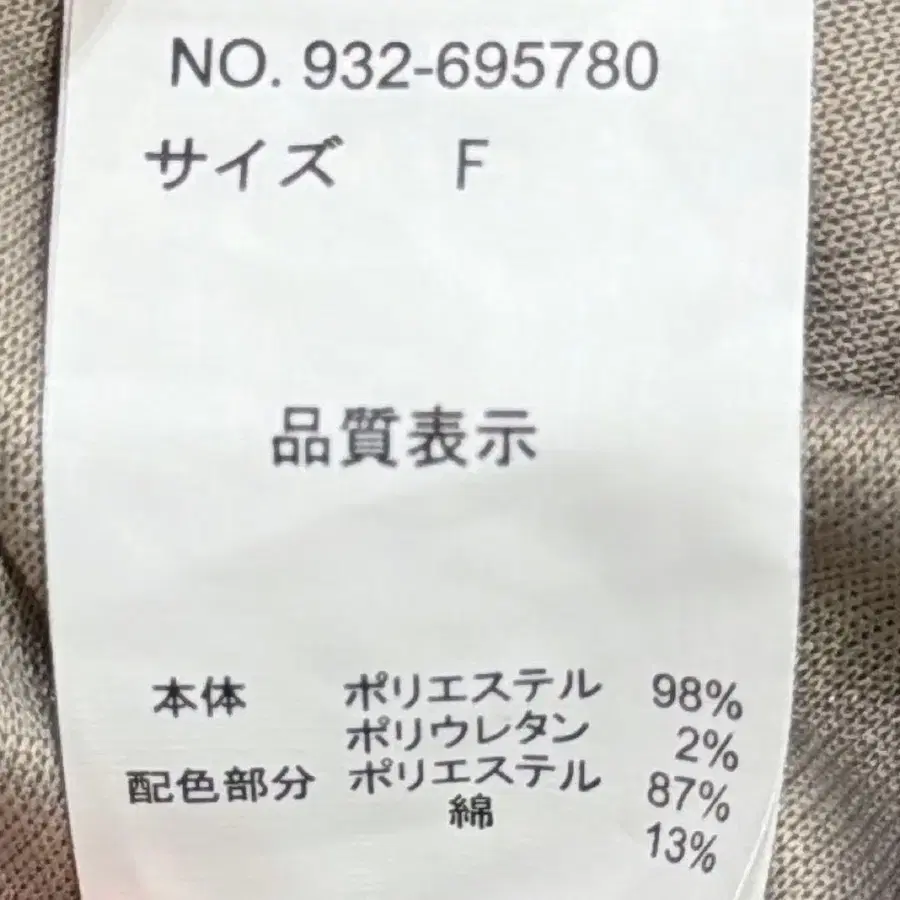 NO. 932-695780
サイズ F
品質表示
本体 ポリエステル 98%
ポリウレタン 2%
配色部分 ポリエステル 87%
綿 13%